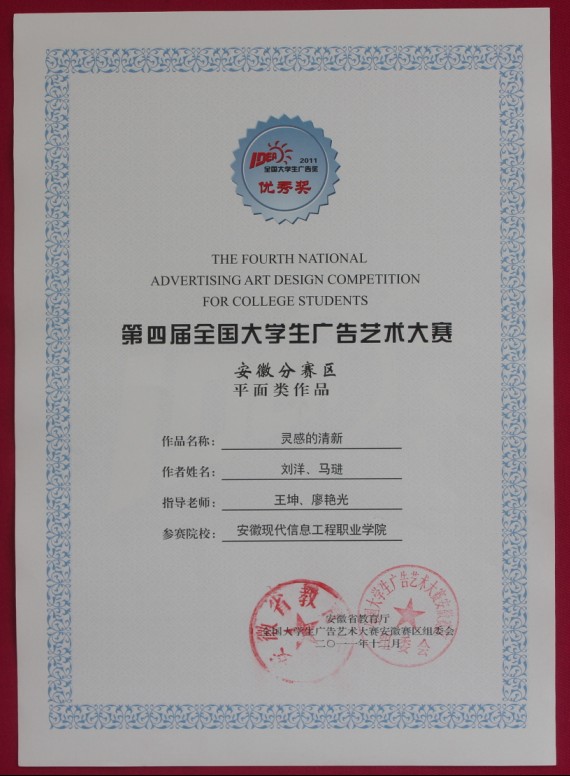 IDEA
2011
全国大学生广告奖
优秀奖
THE FOURTH NATIONAL
ADVERTISING ART DESIGN COMPETITION
FOR COLLEGE STUDENTS
第四届全国大学生广告艺术大赛
安徽分赛区
平面类作品
作品名称： 灵感的清新
作者姓名： 刘洋、马琎
指导老师： 王坤、廖艳光
参赛院校： 安徽现代信息工程职业学院
安徽省教
安徽省教育厅
全国大学生广告艺术大赛安徽赛区组委会
二〇一一年十二月